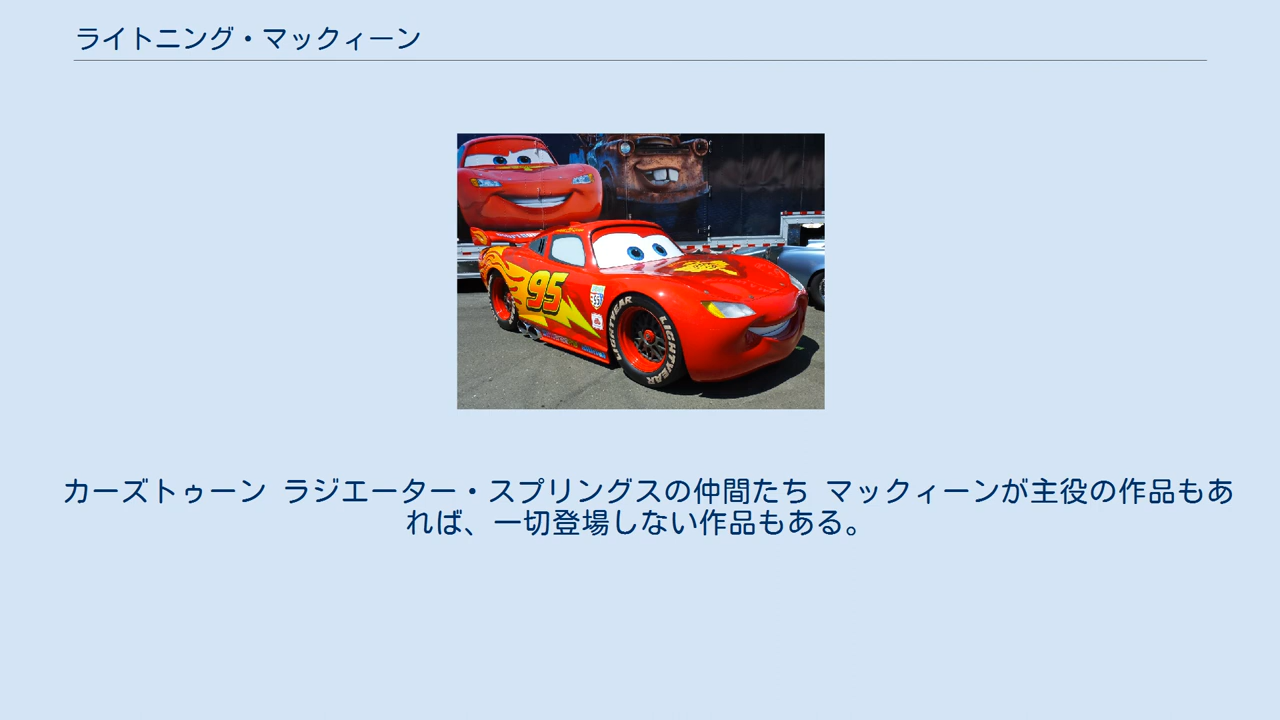 ライトニング・マックィーン
95
LIGHTYEAR
LIGHTYEAR
カーズトゥーン ラジエーター・スプリングスの仲間たち マックィーンが主役の作品もあ
れば、一切登場しない作品もある。